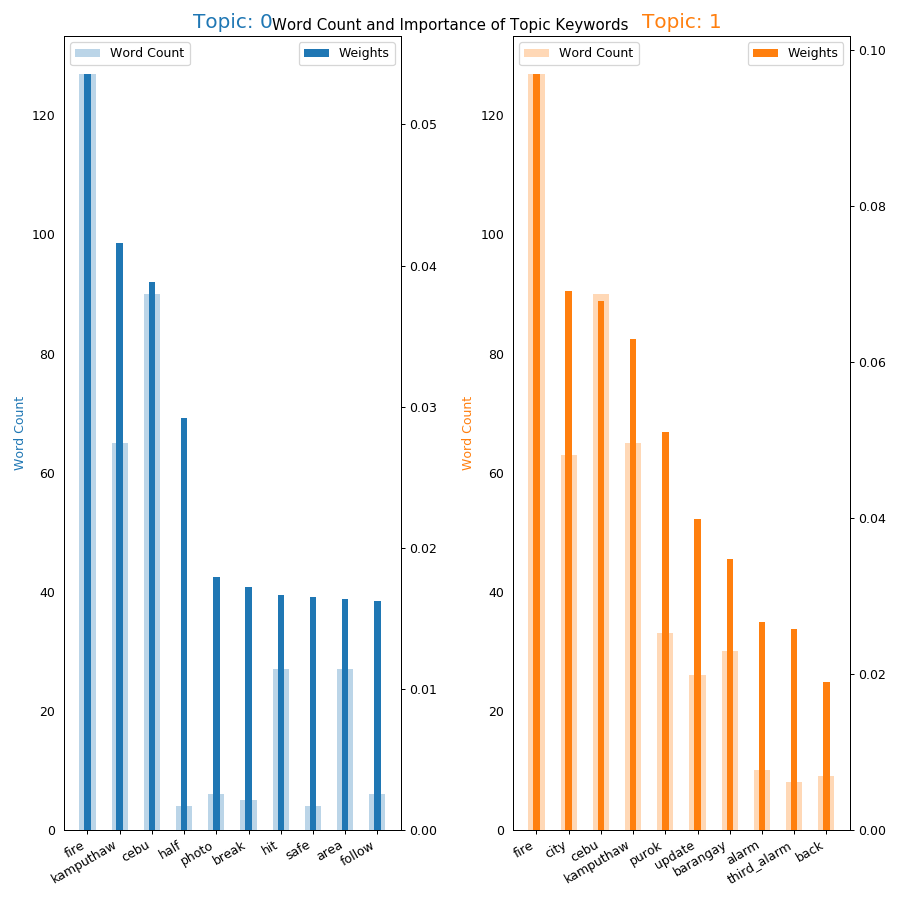 Topic: 0
Word Count and Importance of Topic Keywords
Topic: 1
Word Count
Weights
Word Count
Weights
120
100
80
60
40
20
0
Word Count
0.05
0.04
0.03
0.02
0.01
0.00
fire
kamputhaw
cebu
half
photo
break
hit
safe
area
follow
120
100
80
60
40
20
0
Word Count
0.10
0.08
0.06
0.04
0.02
0.00
fire
city
cebu
kamputhaw
purok
update
barangay
alarm
third_alarm
back